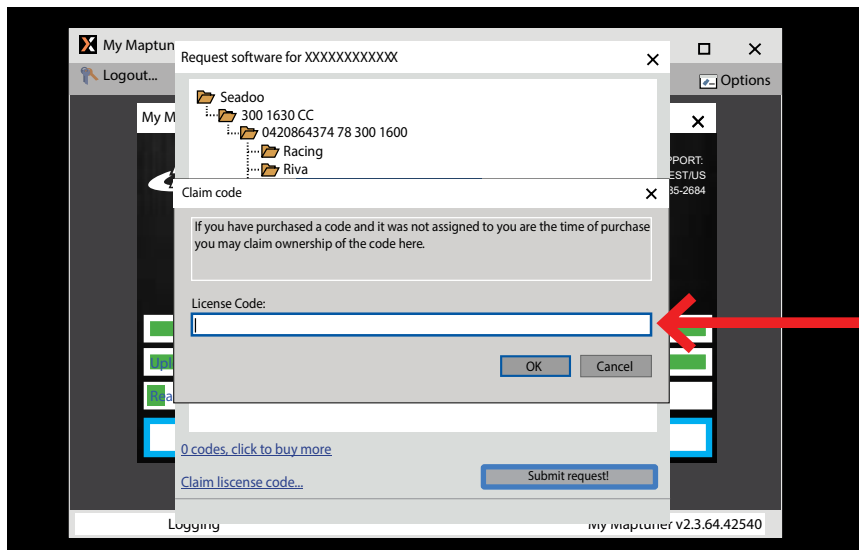 My Maptun
Request software for XXXXXXXXXXXX
Logout...
Options
Seadoo
300 1630 CC
0420864374 78 300 1600
Racing
Riva
My M
PPORT:
EST/US
35-2684
Claim code
If you have purchased a code and it was not assigned to you are the time of purchase
you may claim ownership of the code here.
License Code:
OK
Cancel
Upl
Rea
0 codes, click to buy more
Claim liscense code...
Submit request!
Logging
My Maptuner v2.3.64.42540